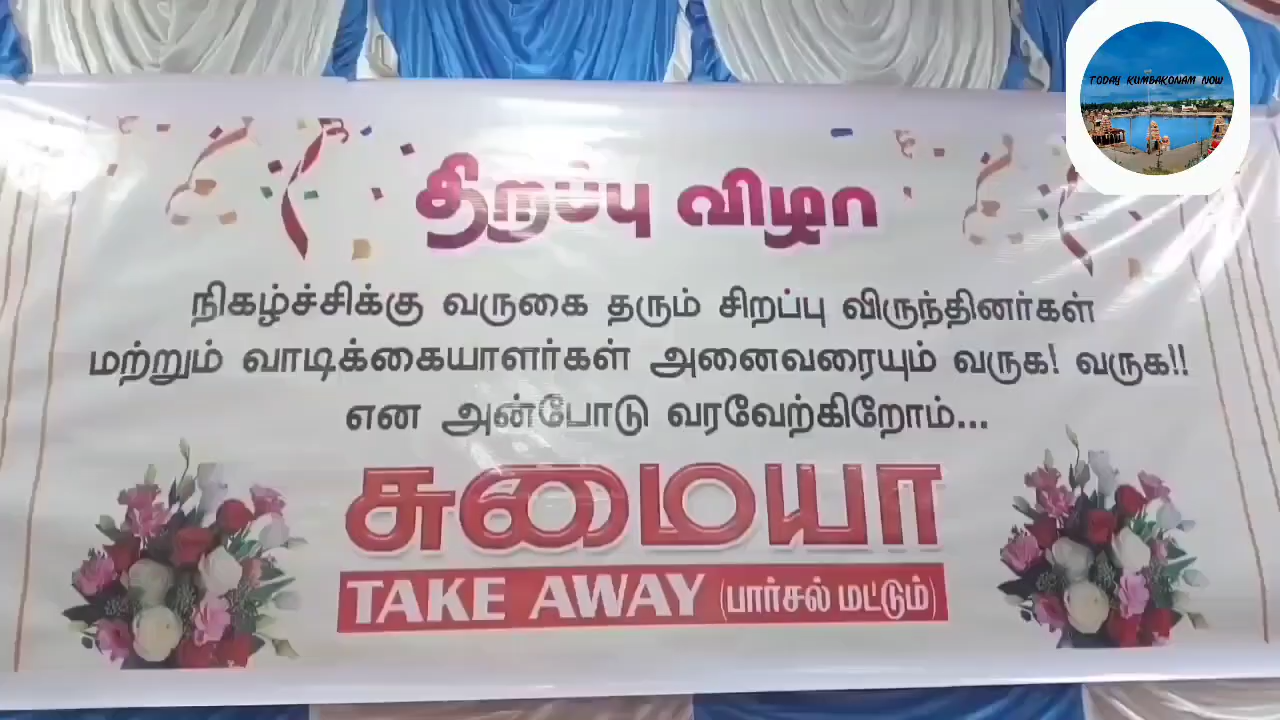 திறப்பு விழா
நிகழ்ச்சிக்கு வருகை தரும் சிறப்பு விருந்தினர்கள்
மற்றும் வாடிக்கையாளர்கள் அனைவரையும் வருக! வருக!!
என அன்போடு வரவேற்கிறோம்...
சுமையா
TAKE AWAY (பார்சல் மட்டும்)
TODAY KUMBAKONAM NOW